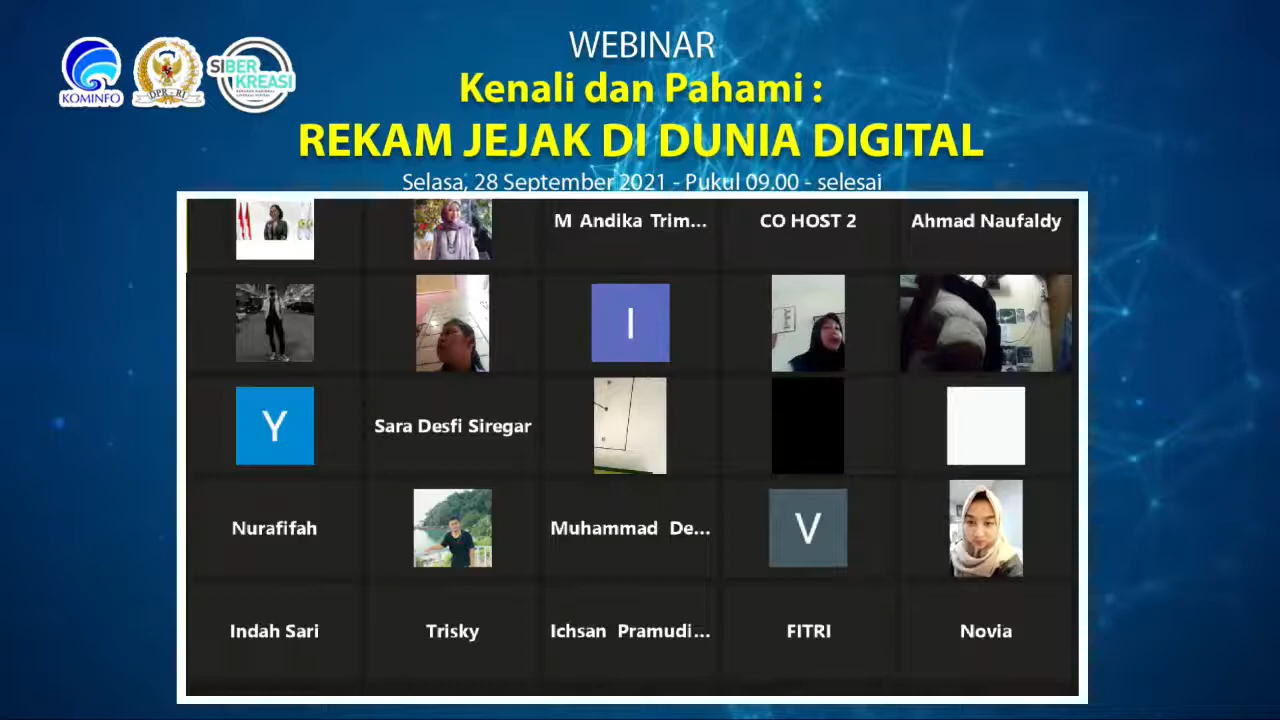 WEBINAR
Kenali dan Pahami :
REKAM JEJAK DI DUNIA DIGITAL
Selasa, 28 September 2021 - Pukul 09.00 - selesai
KOMINFO
DPR - RI
SIBER
KREASI
M Andika Trim...
CO HOST 2
Ahmad Naufaldy
I
Y
Sara Desfi Siregar
Nurafifah
Muhammad De...
V
Indah Sari
Trisky
Ichsan Pramudi...
FITRI
Novia